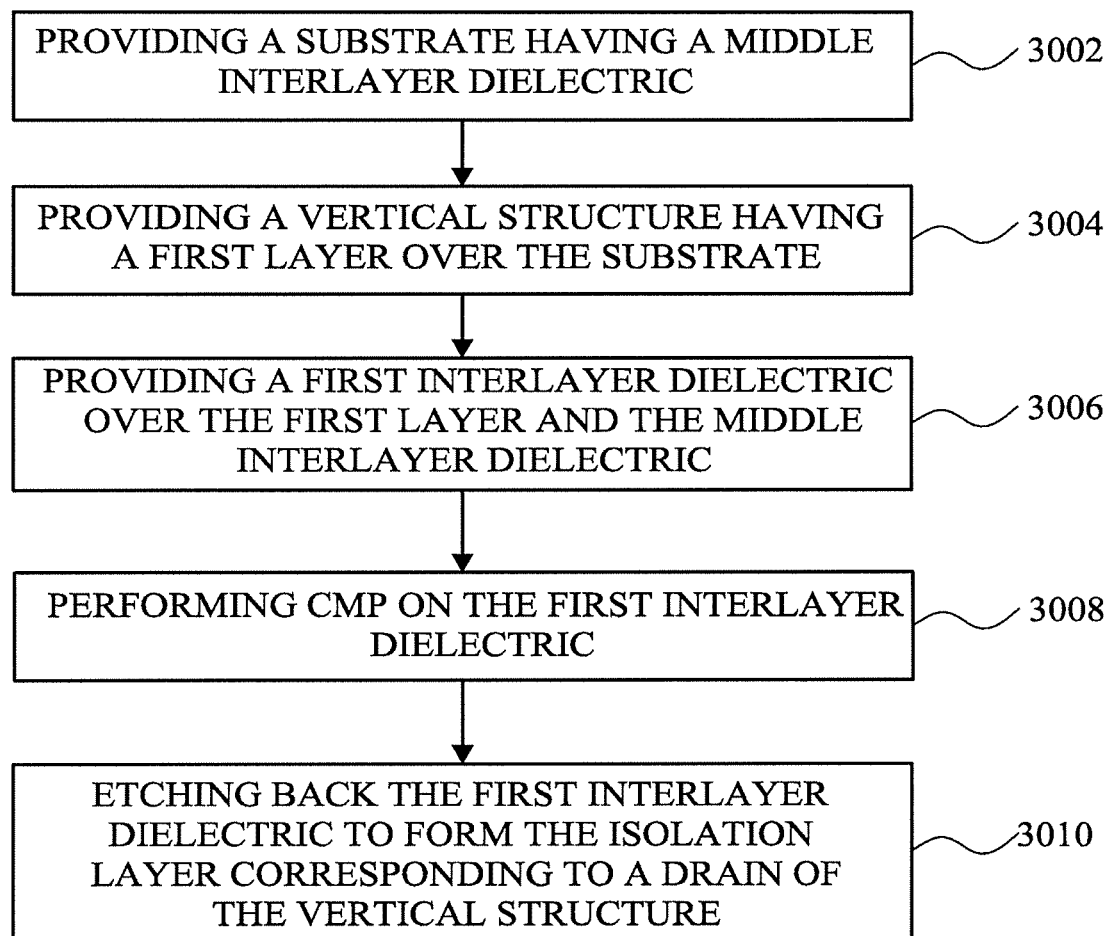 PROVIDING A SUBSTRATE HAVING A MIDDLE
INTERLAYER DIELECTRIC
3002
PROVIDING A VERTICAL STRUCTURE HAVING
A FIRST LAYER OVER THE SUBSTRATE
3004
PROVIDING A FIRST INTERLAYER DIELECTRIC
OVER THE FIRST LAYER AND THE MIDDLE
INTERLAYER DIELECTRIC
3006
PERFORMING CMP ON THE FIRST INTERLAYER
DIELECTRIC
3008
ETCHING BACK THE FIRST INTERLAYER
DIELECTRIC TO FORM THE ISOLATION
LAYER CORRESPONDING TO A DRAIN OF
THE VERTICAL STRUCTURE
3010